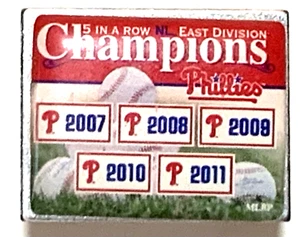 5 IN A ROW NL EAST DIVISION
Champions
Phillies
P 2007 P 2008 P 2009
P 2010 P 2011
MLBP